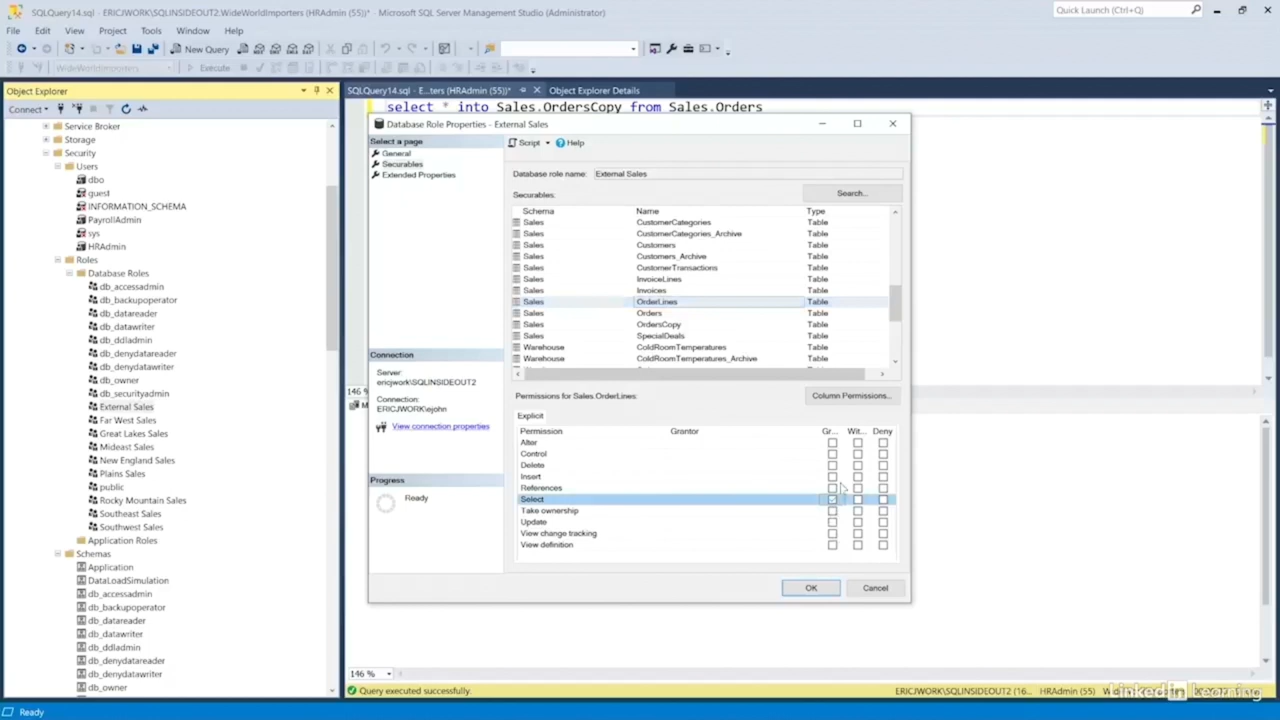 SQLQuery14.sql - ERICJWORK\SQLINSIDEOUT2.WideWorldImporters (HRAdmin (55))* - Microsoft SQL Server Management Studio (Administrator)
Quick Launch (Ctrl+Q)
File Edit View Project Tools Window Help
New Query
WideWorldImporters Execute
Object Explorer
Connect
Service Broker
Storage
Security
Users
dbo
guest
INFORMATION_SCHEMA
PayrollAdmin
sys
HRAdmin
Roles
Database Roles
db_accessadmin
db_backupoperator
db_datareader
db_datawriter
db_ddladmin
db_denydatareader
db_denydatawriter
db_owner
db_securityadmin
External Sales
Far West Sales
Great Lakes Sales
Mideast Sales
New England Sales
Plains Sales
public
Rocky Mountain Sales
Southeast Sales
Southwest Sales
Application Roles
Schemas
Application
DataLoadSimulation
db_accessadmin
db_backupoperator
db_datareader
db_datawriter
db_ddladmin
db_denydatareader
db_denydatawriter
db_owner
SQLQuery14.sql - E...ters (HRAdmin (55))* Object Explorer Details
select * into Sales.OrdersCopy from Sales.Orders
Database Role Properties - External Sales
Select a page
General
Securables
Extended Properties
Connection
Server:
ericjwork\SQLINSIDEOUT2
Connection:
ERICJWORK\ejohn
View connection properties
Progress
Ready
Script Help
Database role name: External Sales
Securables: Search...
Schema Name Type
Sales CustomerCategories Table
Sales CustomerCategories_Archive Table
Sales Customers Table
Sales Customers_Archive Table
Sales CustomerTransactions Table
Sales InvoiceLines Table
Sales Invoices Table
Sales OrderLines Table
Sales Orders Table
Sales OrdersCopy Table
Sales SpecialDeals Table
Warehouse ColdRoomTemperatures Table
Warehouse ColdRoomTemperatures_Archive Table
Permissions for Sales.OrderLines: Column Permissions...
Explicit
Permission Grantor Gr... Wit... Deny
Alter
Control
Delete
Insert
References
Select
Take ownership
Update
View change tracking
View definition
OK Cancel
146 %
M
146 %
Query executed successfully. ERICJWORK\SQLINSIDEOUT2 (16... HRAdmin (55)
LinkedIn Learning
Ready